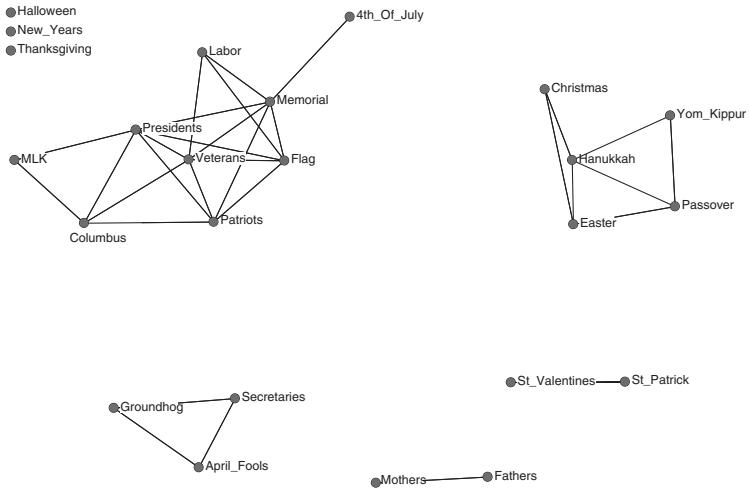 Halloween
New_Years
Thanksgiving
4th_Of_July
Labor
Memorial
Presidents
MLK
Veterans
Flag
Patriots
Columbus
Christmas
Yom_Kippur
Hanukkah
Passover
Easter
St_Valentines
St_Patrick
Secretaries
Groundhog
April_Fools
Mothers
Fathers